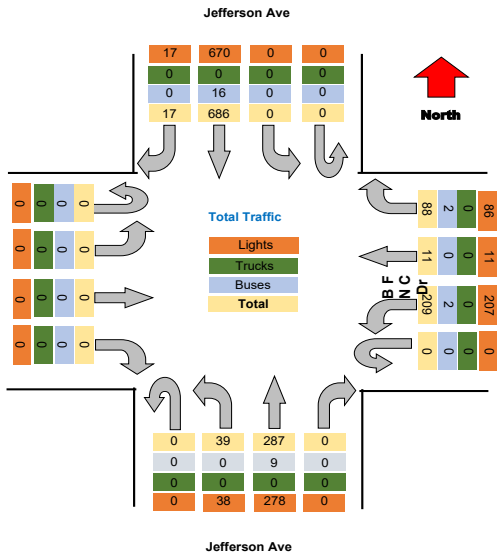 Jefferson Ave
17 670 0 0
0 0 0 0
0 16 0 0
17 686 0 0
North
0 0 0 0
0 0 0 0
0 0 0 0
0 0 0 0
Total Traffic
Lights
Trucks
Buses
Total
88 2 0 86
11 0 0 11
B F
N C
Dr
209 2 0 207
0 0 0 0
0 39 287 0
0 0 9 0
0 0 0 0
0 38 278 0
Jefferson Ave